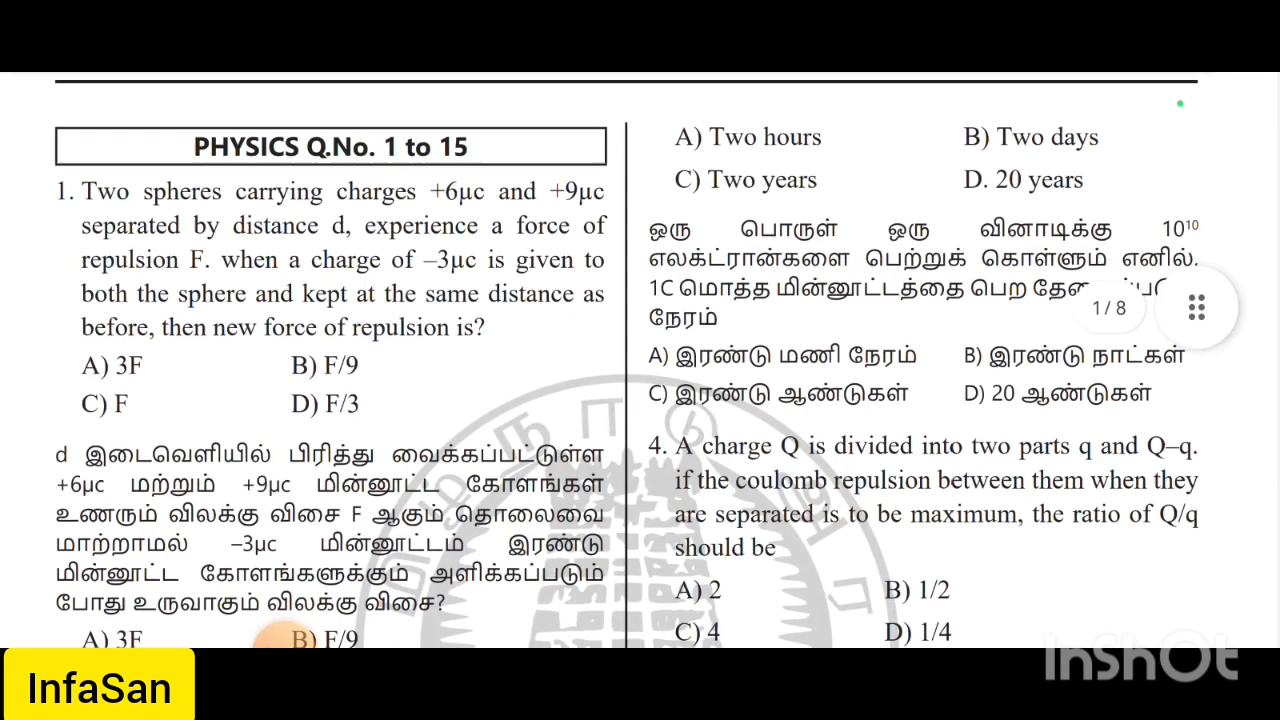 PHYSICS Q.No. 1 to 15
1. Two spheres carrying charges +6µc and +9µc
separated by distance d, experience a force of
repulsion F. when a charge of –3µc is given to
both the sphere and kept at the same distance as
before, then new force of repulsion is?
A) 3F B) F/9
C) F D) F/3
d இடைவெளியில் பிரித்து வைக்கப்பட்டுள்ள
+6µc மற்றும் +9µc மின்னூட்ட கோளங்கள்
உணரும் விலக்கு விசை F ஆகும் தொலைவை
மாற்றாமல் –3µc மின்னூட்டம் இரண்டு
மின்னூட்ட கோளங்களுக்கும் அளிக்கப்படும்
போது உருவாகும் விலக்கு விசை?
A) 3F B) F/9
A) Two hours B) Two days
C) Two years D. 20 years
ஒரு பொருள் ஒரு வினாடிக்கு 10¹⁰
எலக்ட்ரான்களை பெற்றுக் கொள்ளும் எனில்.
1C மொத்த மின்னூட்டத்தை பெற
நேரம்
1/8
A) இரண்டு மணி நேரம் B) இரண்டு நாட்கள்
C) இரண்டு ஆண்டுகள் D) 20 ஆண்டுகள்
4. A charge Q is divided into two parts q and Q–q.
if the coulomb repulsion between them when they
are separated is to be maximum, the ratio of Q/q
should be
A) 2 B) 1/2
C) 4 D) 1/4
InfaSan
InShOt